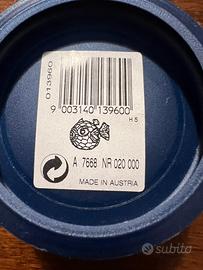 013960
9 003140 139600
H 5
A 7668 NR 020 000
MADE IN AUSTRIA
subito